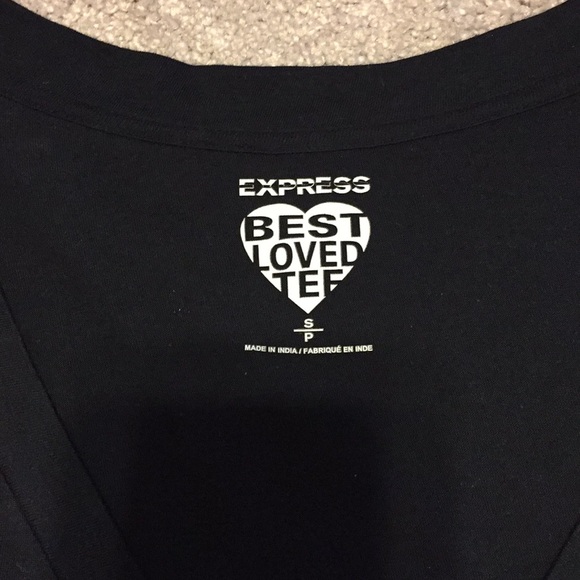 EXPRESS
BEST
LOVED
TEE
S
P
MADE IN INDIA / FABRIQUÉ EN INDE